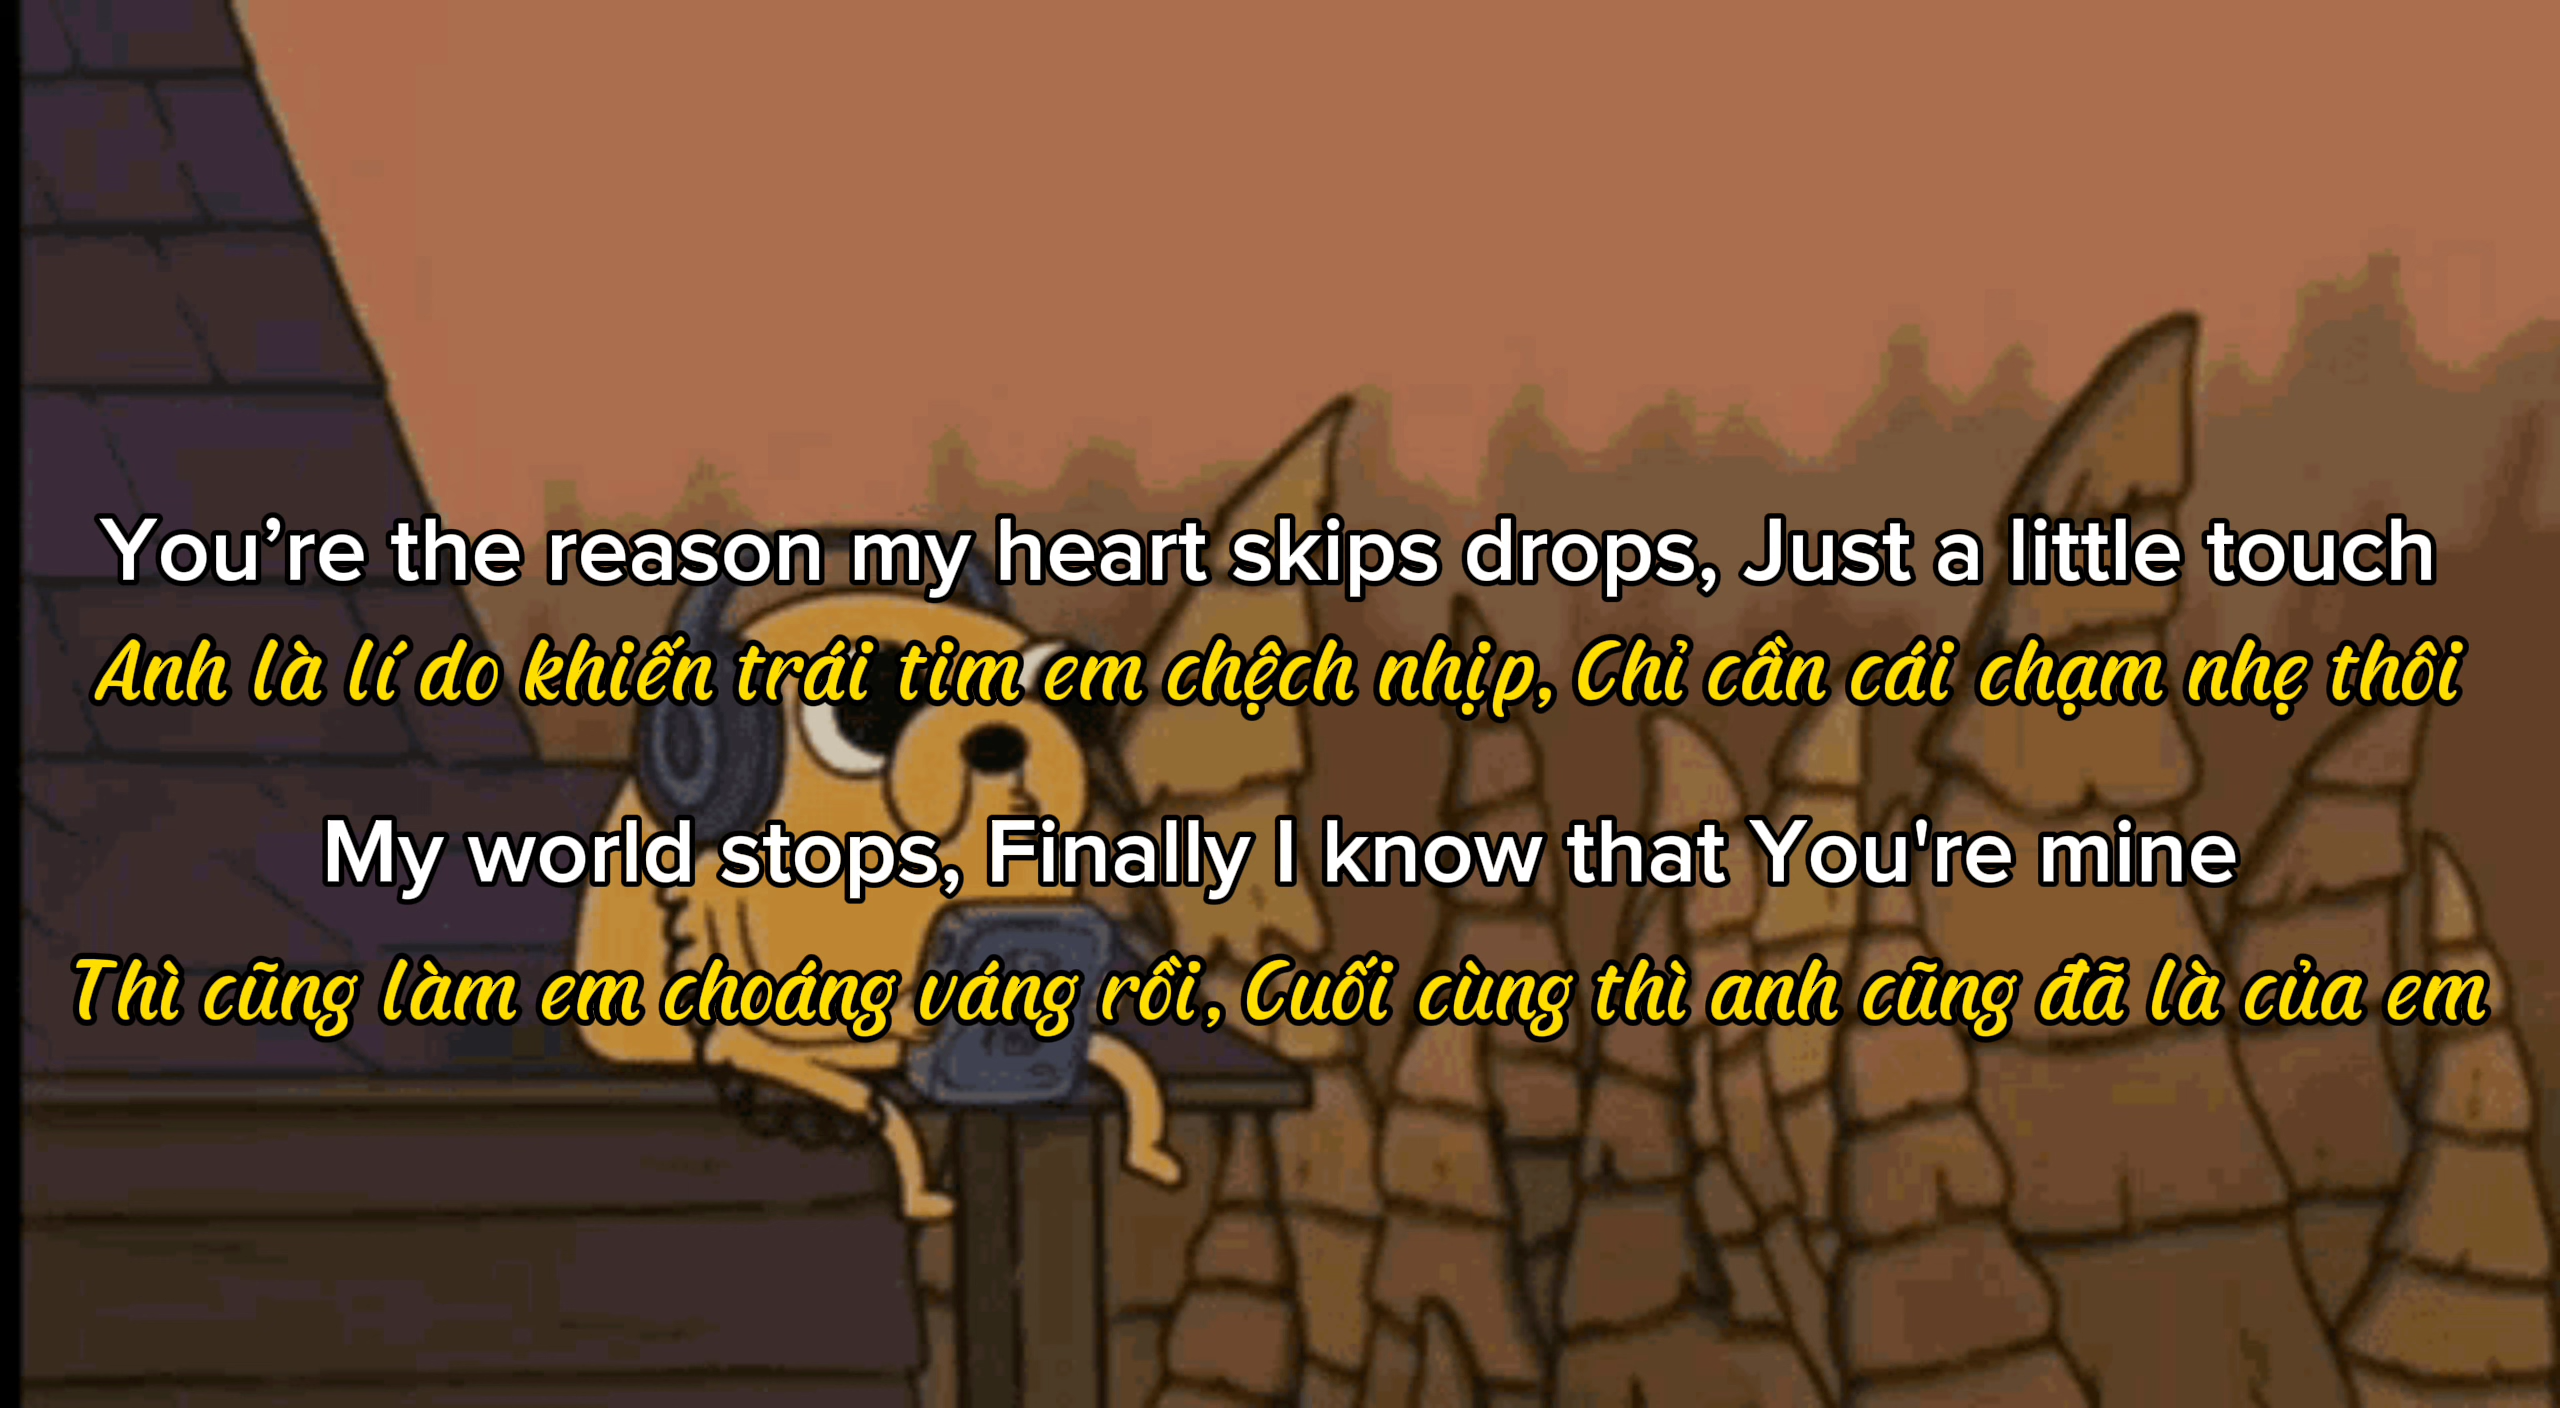 You’re the reason my heart skips drops, Just a little touch
Anh là lí do khiến trái tim em chệch nhịp, Chỉ cần cái chạm nhẹ thôi
My world stops, Finally I know that You're mine
Thì cũng làm em choáng váng rồi, Cuối cùng thì anh cũng đã là của em